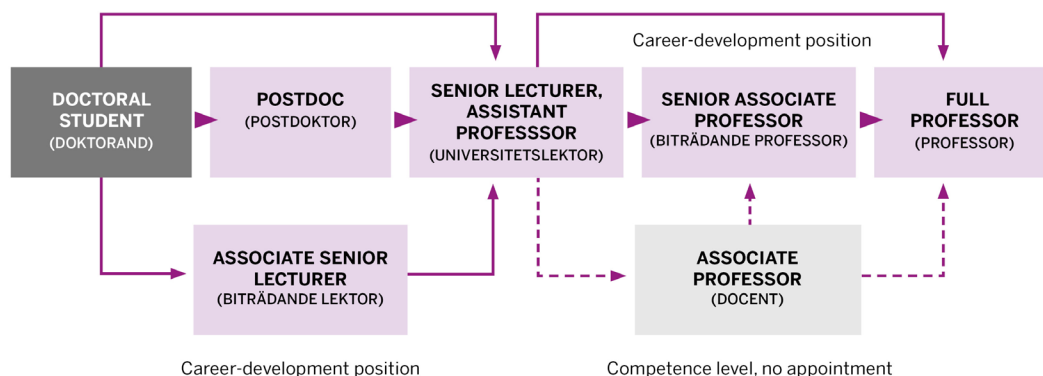 Career-development position
DOCTORAL
STUDENT
(DOKTORAND)
POSTDOC
(POSTDOKTOR)
SENIOR LECTURER,
ASSISTANT
PROFESSSOR
(UNIVERSITETSLEKTOR)
SENIOR ASSOCIATE
PROFESSOR
(BITRÄDANDE PROFESSOR)
FULL
PROFESSOR
(PROFESSOR)
ASSOCIATE SENIOR
LECTURER
(BITRÄDANDE LEKTOR)
ASSOCIATE
PROFESSOR
(DOCENT)
Career-development position
Competence level, no appointment